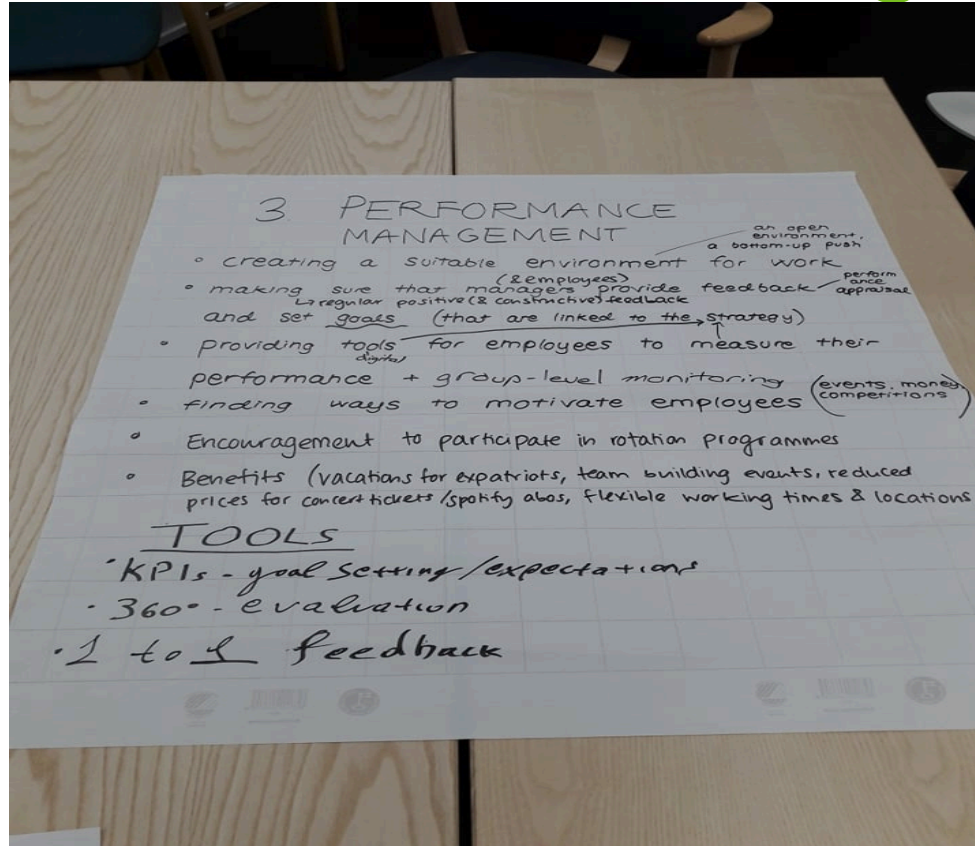 3 PERFORMANCE
MANAGEMENT
an open
environment,
a bottom-up push
• creating a suitable environment for work
(& employees)
• making sure that managers provide feedback
perform
ance
appraisal
↳ regular positive (& constructive) feedback
and set goals (that are linked to the strategy)
• providing tools for employees to measure their
digital
performance + group-level monitoring
• finding ways to motivate employees (events, money
competitions)
• Encouragement to participate in rotation programmes
• Benefits (vacations for expatriots, team building events, reduced
prices for concert tickets / spotify abos, flexible working times & locations
TOOLS
• KPIs - goal setting/expectations
• 360° - evaluation
• 1 to 1 feedback